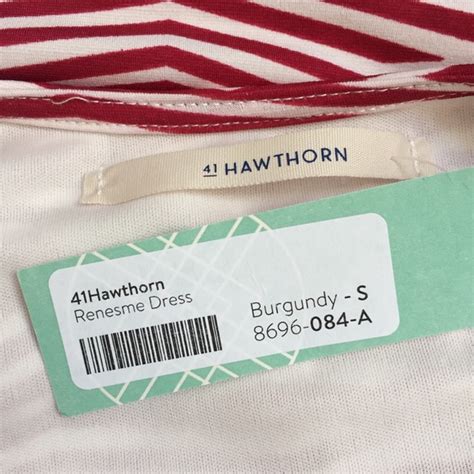 41 HAWTHORN
41Hawthorn
Renesme Dress
Burgundy - S
8696-084-A